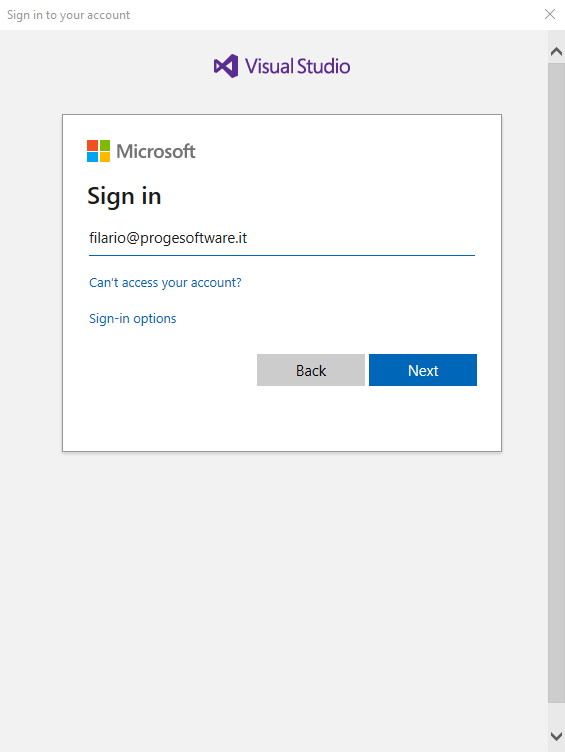 Sign in to your account
Visual Studio
Microsoft
Sign in
filario@progesoftware.it
Can't access your account?
Sign-in options
Back
Next